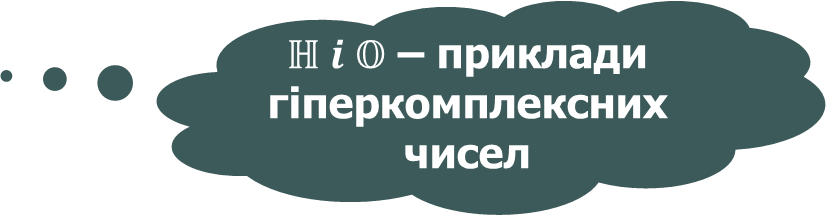 ℍ 𝒊 𝕆 – приклади
гіперкомплексних
чисел